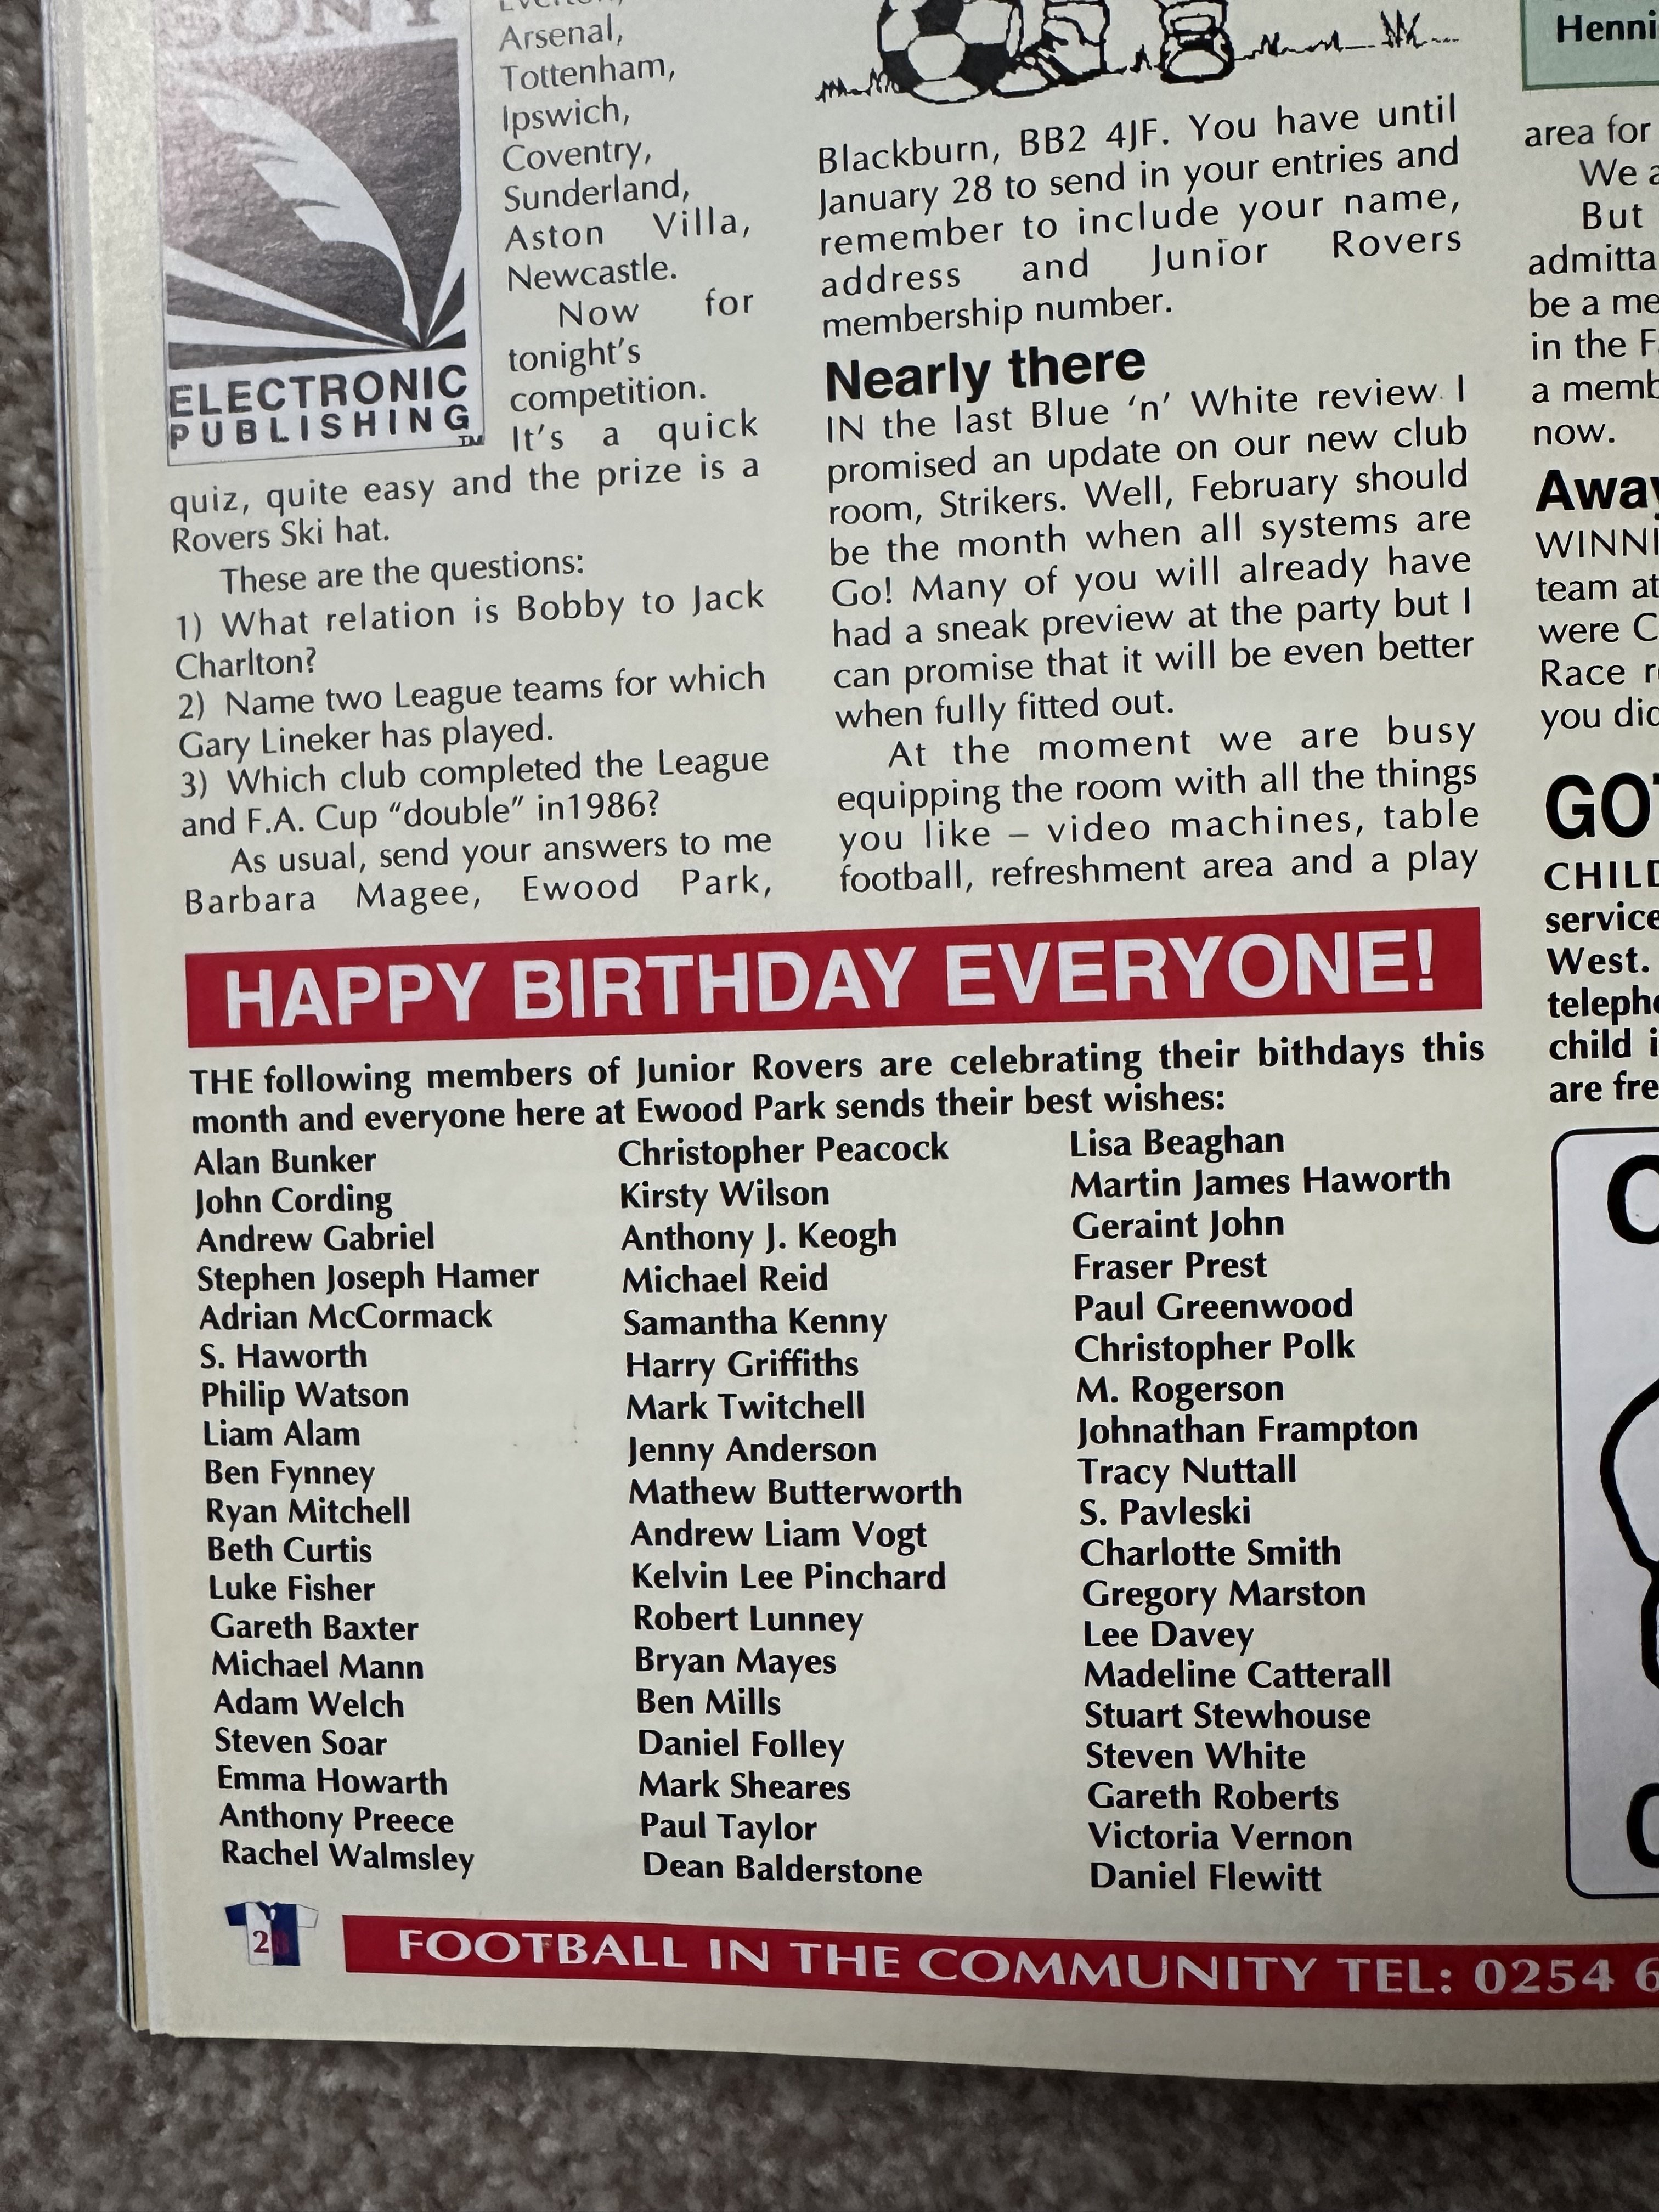 SONY
ELECTRONIC
PUBLISHING
TM
Arsenal,
Tottenham,
Ipswich,
Coventry,
Sunderland,
Aston Villa,
Newcastle.
Now for
tonight's
competition.
It's a quick
quiz, quite easy and the prize is a
Rovers Ski hat.
These are the questions:
1) What relation is Bobby to Jack
Charlton?
2) Name two League teams for which
Gary Lineker has played.
3) Which club completed the League
and F.A. Cup “double” in1986?
As usual, send your answers to me
Barbara Magee, Ewood Park,
Blackburn, BB2 4JF. You have until
January 28 to send in your entries and
remember to include your name,
address and Junior Rovers
membership number.
Nearly there
IN the last Blue ‘n’ White review I
promised an update on our new club
room, Strikers. Well, February should
be the month when all systems are
Go! Many of you will already have
had a sneak preview at the party but I
can promise that it will be even better
when fully fitted out.
At the moment we are busy
equipping the room with all the things
you like – video machines, table
football, refreshment area and a play
area for
We a
But
admitta
be a me
in the F
a memb
now.
Away
WINNI
team at
were C
Race r
you did
GOT
CHILD
service
West.
telepho
child i
are fre
HAPPY BIRTHDAY EVERYONE!
THE following members of Junior Rovers are celebrating their bithdays this
month and everyone here at Ewood Park sends their best wishes:
Alan Bunker
John Cording
Andrew Gabriel
Stephen Joseph Hamer
Adrian McCormack
S. Haworth
Philip Watson
Liam Alam
Ben Fynney
Ryan Mitchell
Beth Curtis
Luke Fisher
Gareth Baxter
Michael Mann
Adam Welch
Steven Soar
Emma Howarth
Anthony Preece
Rachel Walmsley
Christopher Peacock
Kirsty Wilson
Anthony J. Keogh
Michael Reid
Samantha Kenny
Harry Griffiths
Mark Twitchell
Jenny Anderson
Mathew Butterworth
Andrew Liam Vogt
Kelvin Lee Pinchard
Robert Lunney
Bryan Mayes
Ben Mills
Daniel Folley
Mark Sheares
Paul Taylor
Dean Balderstone
Lisa Beaghan
Martin James Haworth
Geraint John
Fraser Prest
Paul Greenwood
Christopher Polk
M. Rogerson
Johnathan Frampton
Tracy Nuttall
S. Pavleski
Charlotte Smith
Gregory Marston
Lee Davey
Madeline Catterall
Stuart Stewhouse
Steven White
Gareth Roberts
Victoria Vernon
Daniel Flewitt
FOOTBALL IN THE COMMUNITY TEL: 0254 6